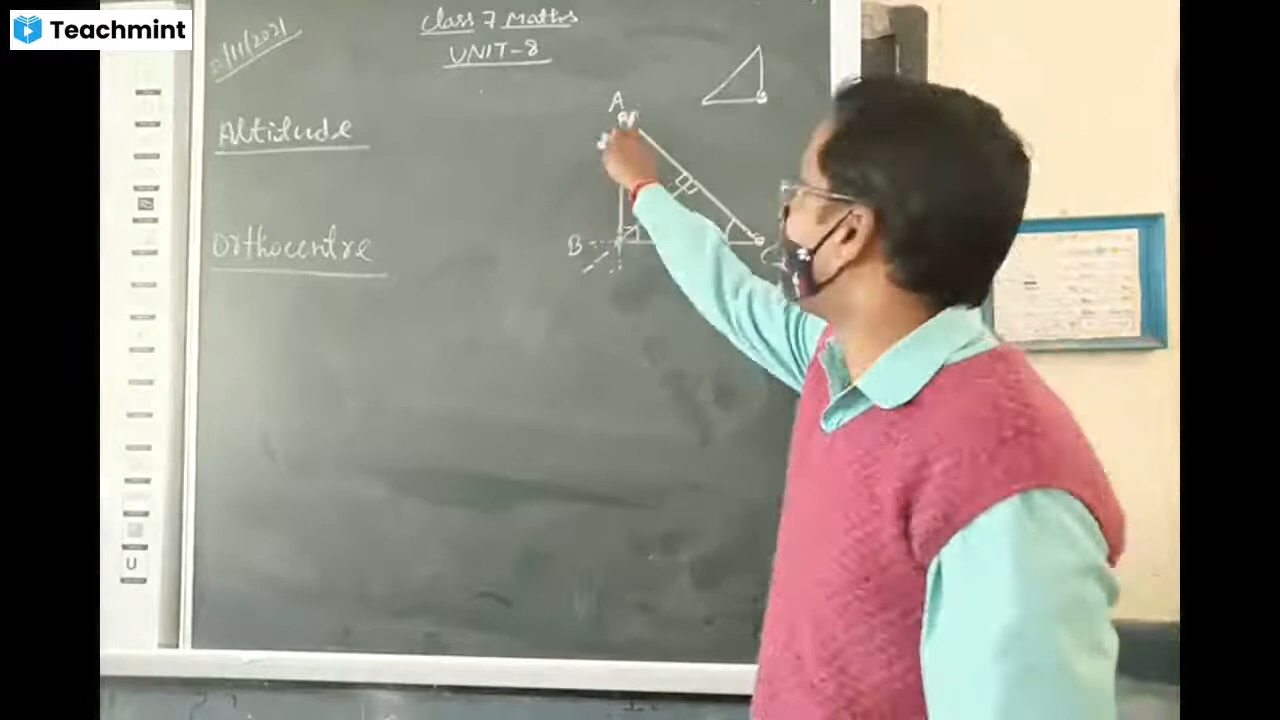 Teachmint
Class 7 Maths
UNIT-8
Altitude
Orthocentre
A
B
C
U